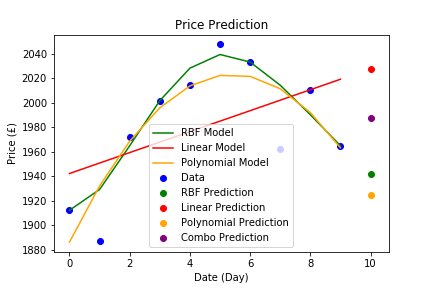 Price Prediction
2040
2020
2000
1980
1960
1940
1920
1900
1880
Price (£)
RBF Model
Linear Model
Polynomial Model
Data
RBF Prediction
Linear Prediction
Polynomial Prediction
Combo Prediction
0 2 4 6 8 10
Date (Day)